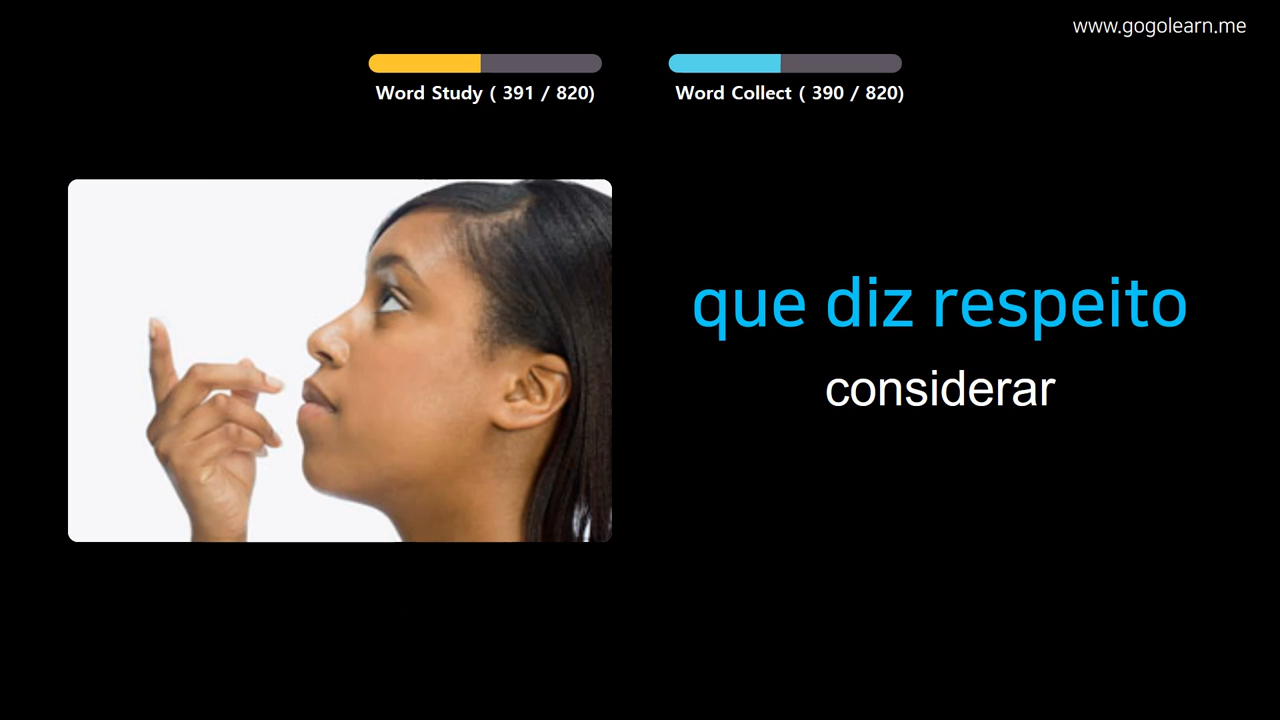 www.gogolearn.me
Word Study ( 391 / 820)
Word Collect ( 390 / 820)
que diz respeito
considerar